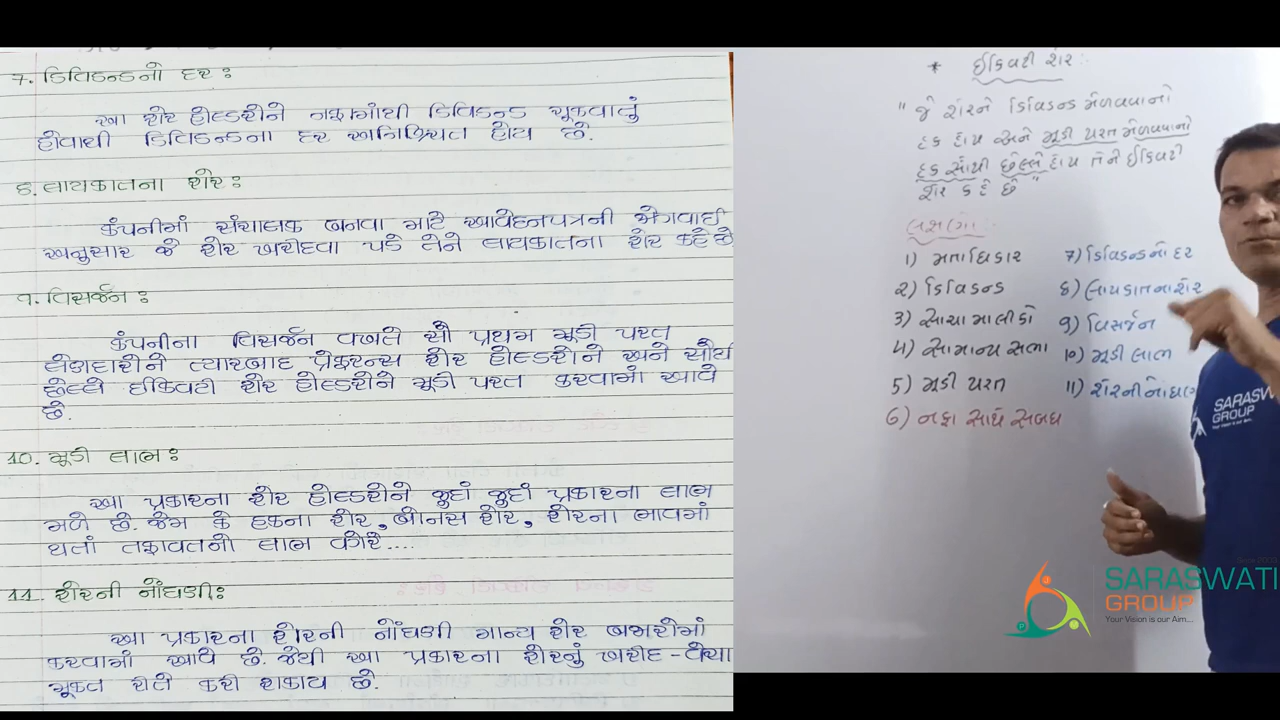 7. ડિવિડન્ડનો દર :
આ શેર હોલ્ડરોને નફામાંથી ડિવિડન્ડ ચૂકવાતું
હોવાથી ડિવિડન્ડના દર અનિશ્ચિત હોય છે.
8. લાયકાતના શેર :
કંપનીમાં સંચાલક બનવા માટે આવેદનપત્રની જોગવાઈ
અનુસાર જે શેર ખરીદવા પડે તેને લાયકાતના શેર કહે છે
9. વિસર્જન :
કંપનીના વિસર્જન વખતે સૌ પ્રથમ મૂડી પરત
લેણદારોને ત્યારબાદ પ્રેફરન્સ શેર હોલ્ડરોને અને સૌથી
છેલ્લે ઈક્વિટી શેર હોલ્ડરોને મૂડી પરત કરવામાં આવે
છે.
10. મૂડી લાભ :
આ પ્રકારના શેર હોલ્ડરોને જુદાં જુદાં પ્રકારના લાભ
મળે છે. જેમ કે હકના શેર, બોનસ શેર, શેરના ભાવમાં
થતાં તફાવતનો લાભ વગેરે....
11. શેરની નોંધણી :
આ પ્રકારના શેરની નોંધણી માન્ય શેર બજારોમાં
કરવામાં આવે છે. જેથી આ પ્રકારના શેરનું ખરીદ - વેચા
મુક્ત રીતે કરી શકાય છે.
* ઈક્વિટી શેર :
" જે શેરને ડિવિડન્ડ મેળવવાનો
હક હોય અને મૂડી પરત મેળવવાનો
હક સૌથી છેલ્લે હોય તેને ઈક્વિટી
શેર કહે છે "
લક્ષણો :
1) મતાધિકાર
2) ડિવિડન્ડ
3) સાચા માલીકો
4) સામાન્ય સભા
5) મૂડી પરત
6) નફા સાથે સબંધ
7) ડિવિડન્ડનો દર
8) લાયકાતના શેર
9) વિસર્જન
10) મૂડી લાભ
11) શેરની નોંધણ
SARASW
GROUP
SARASWATI
GROUP
Your Vision is our Aim...